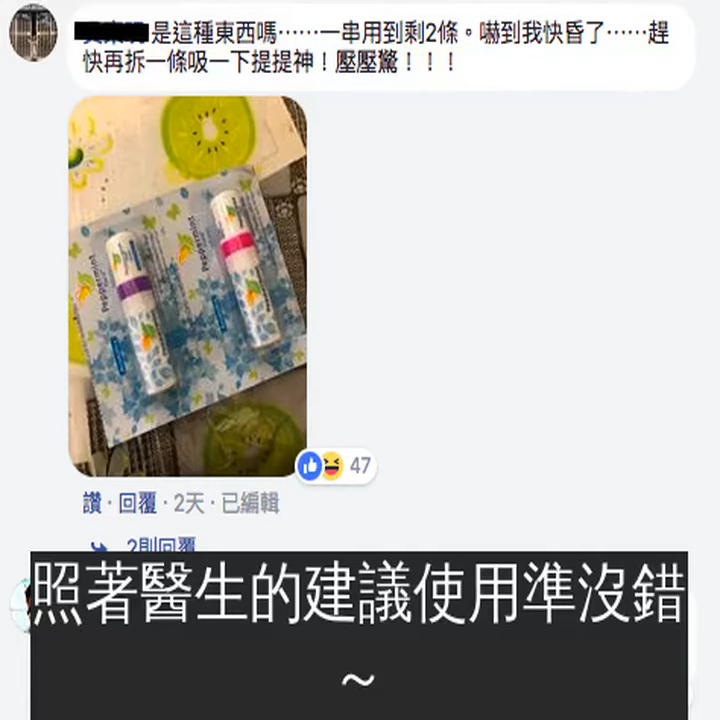 是這種東西嗎⋯⋯一串用到剩2條。嚇到我快昏了⋯⋯趕
快再拆一條吸一下提提神！壓壓驚！！！
Peppermint
Peppermint
47
讚 · 回覆 · 2天 · 已編輯
2則回覆
照著醫生的建議使用準沒錯
~